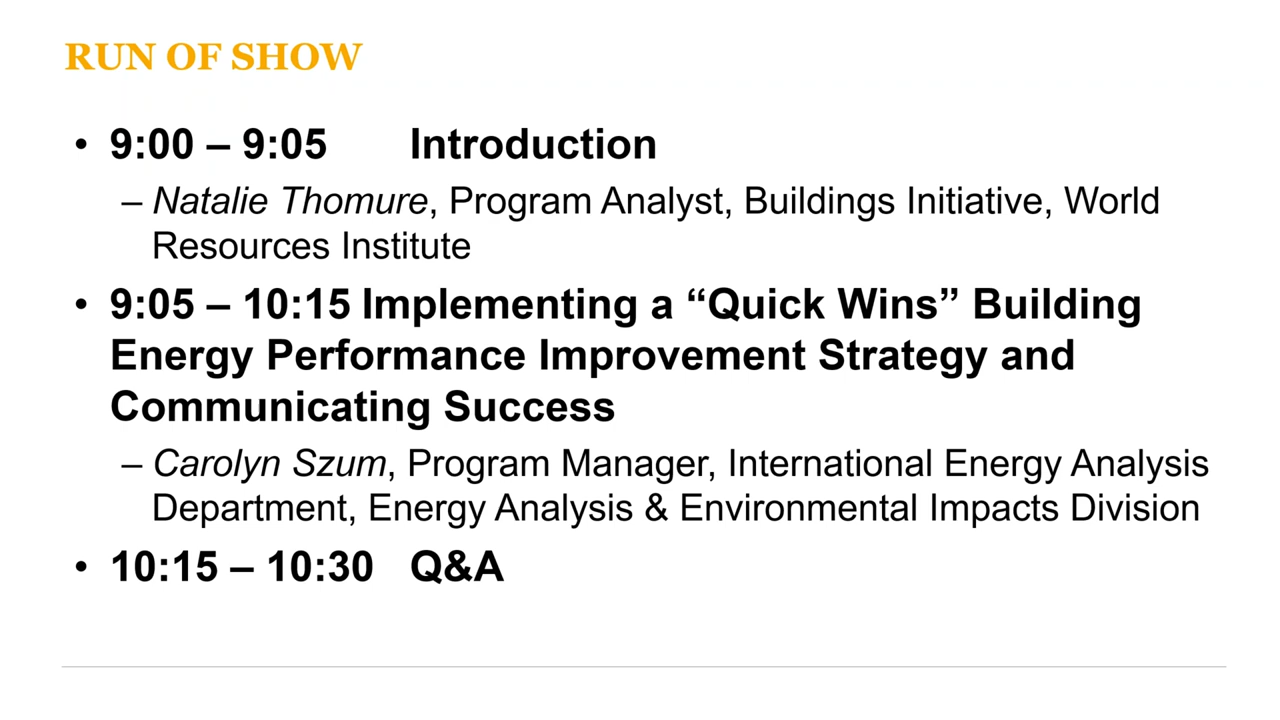 RUN OF SHOW
• 9:00 – 9:05 Introduction
– Natalie Thomure, Program Analyst, Buildings Initiative, World
Resources Institute
• 9:05 – 10:15 Implementing a “Quick Wins” Building
Energy Performance Improvement Strategy and
Communicating Success
– Carolyn Szum, Program Manager, International Energy Analysis
Department, Energy Analysis & Environmental Impacts Division
• 10:15 – 10:30 Q&A